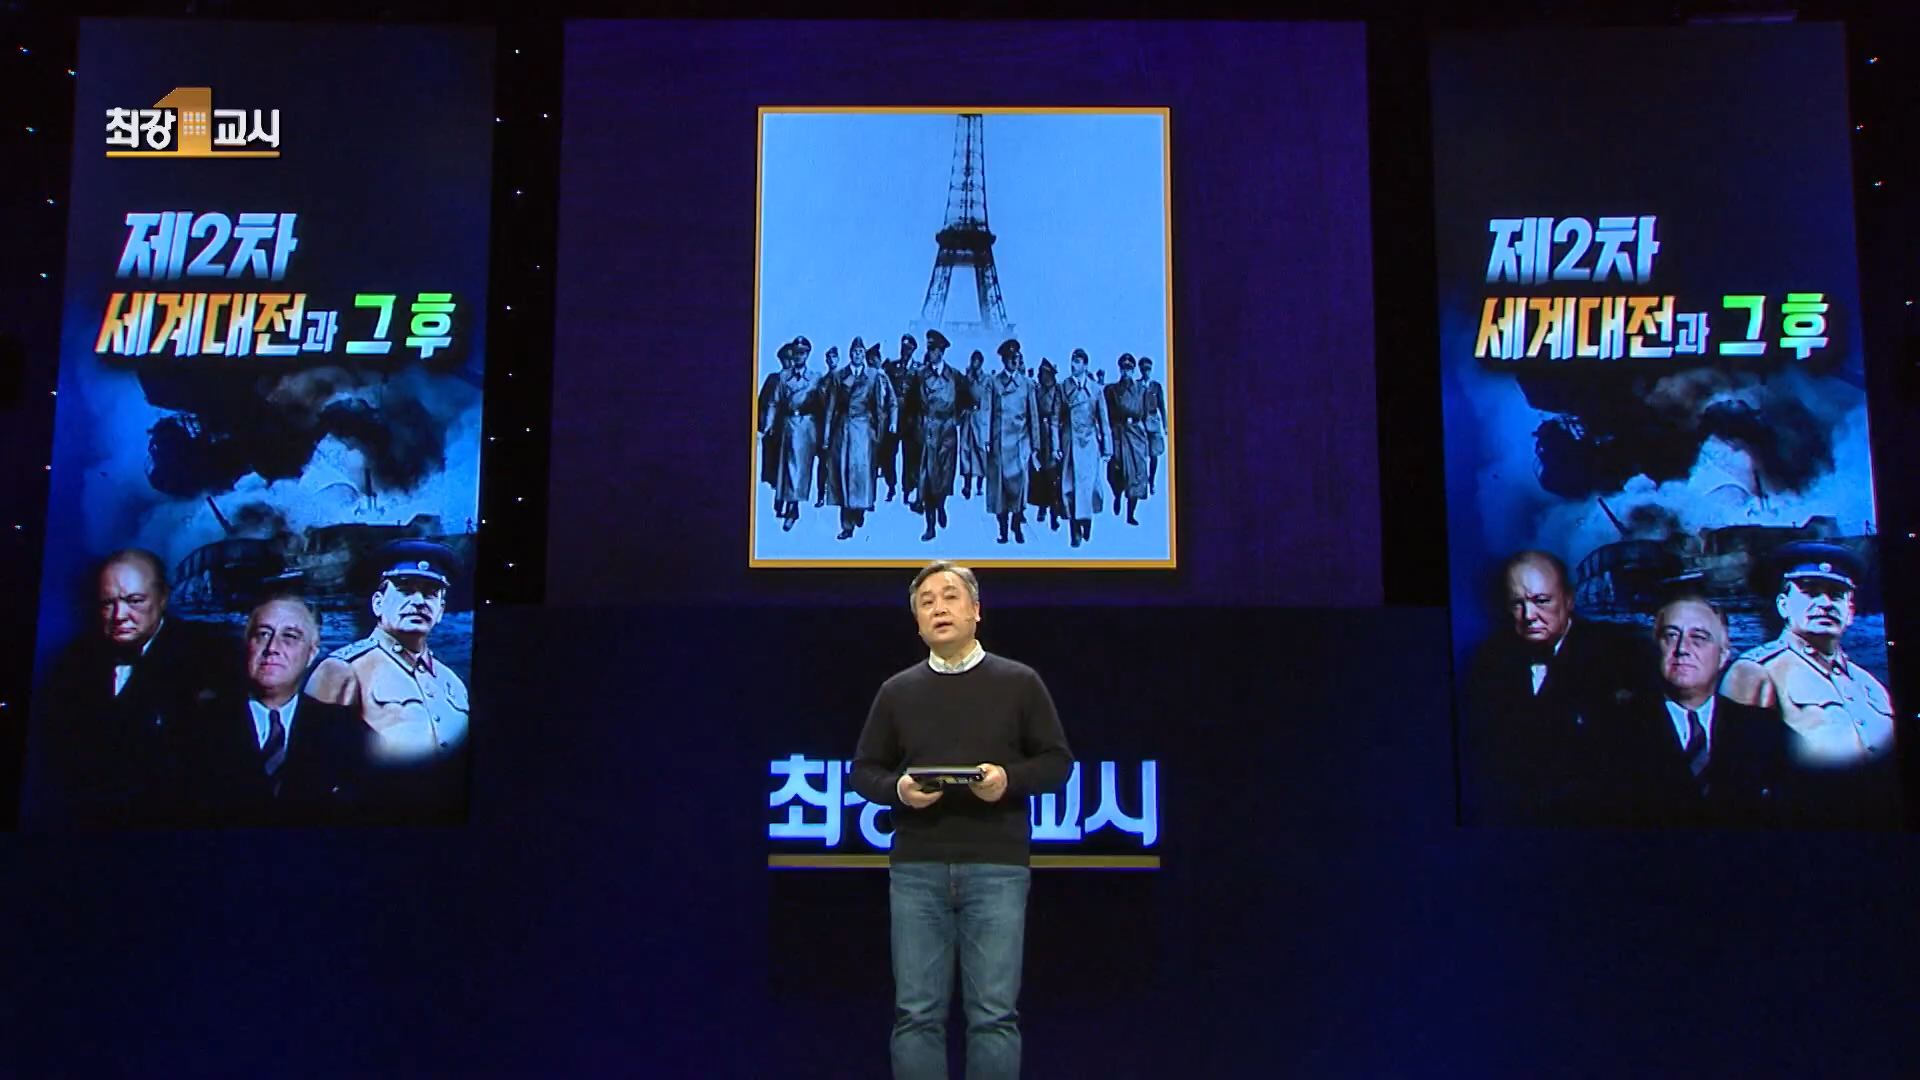 최강1교시
제2차
세계대전과 그 후
제2차
세계대전과 그 후
최강 교시